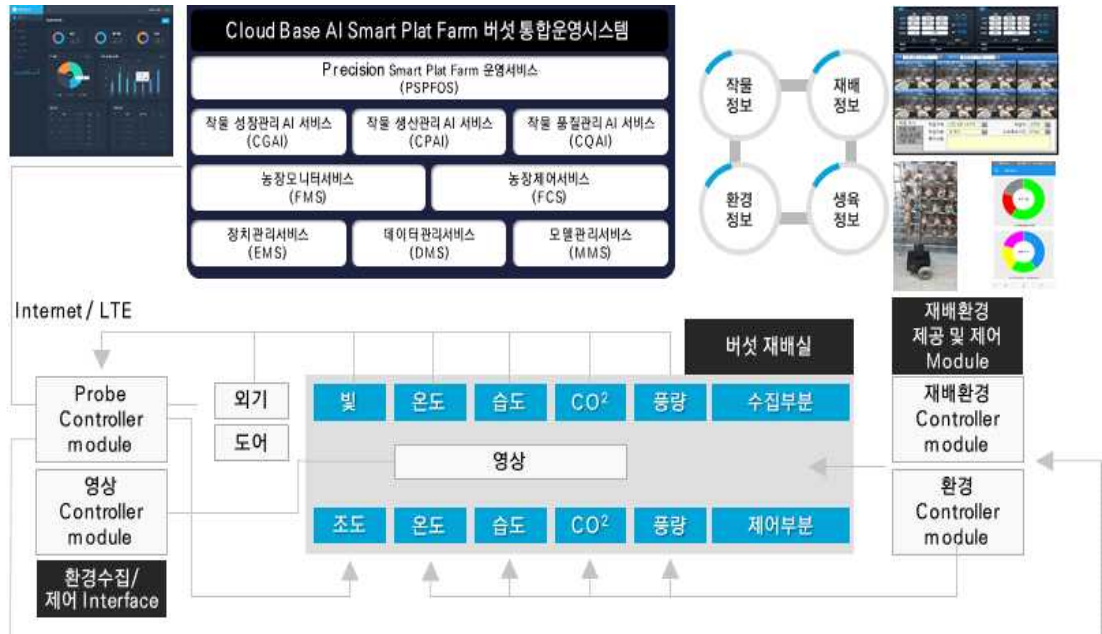 Cloud Base AI Smart Plat Farm 버섯 통합운영시스템
Precision Smart Plat Farm 운영서비스
(PSPFOS)
작물 성장관리 AI 서비스
(CGAI)
작물 생산관리 AI 서비스
(CPAI)
작물 품질관리 AI 서비스
(CQAI)
농장모니터서비스
(FMS)
농장제어서비스
(FCS)
장치관리서비스
(EMS)
데이터관리서비스
(DMS)
모델관리서비스
(MMS)
작물
정보
재배
정보
환경
정보
생육
정보
Internet / LTE
버섯 재배실
재배환경
제공 및 제어
Module
Probe
Controller
module
외기
도어
빛
온도
습도
CO²
풍량
수집부분
재배환경
Controller
module
영상
영상
Controller
module
환경
Controller
module
조도
온도
습도
CO²
풍량
제어부분
환경수집/
제어 Interface